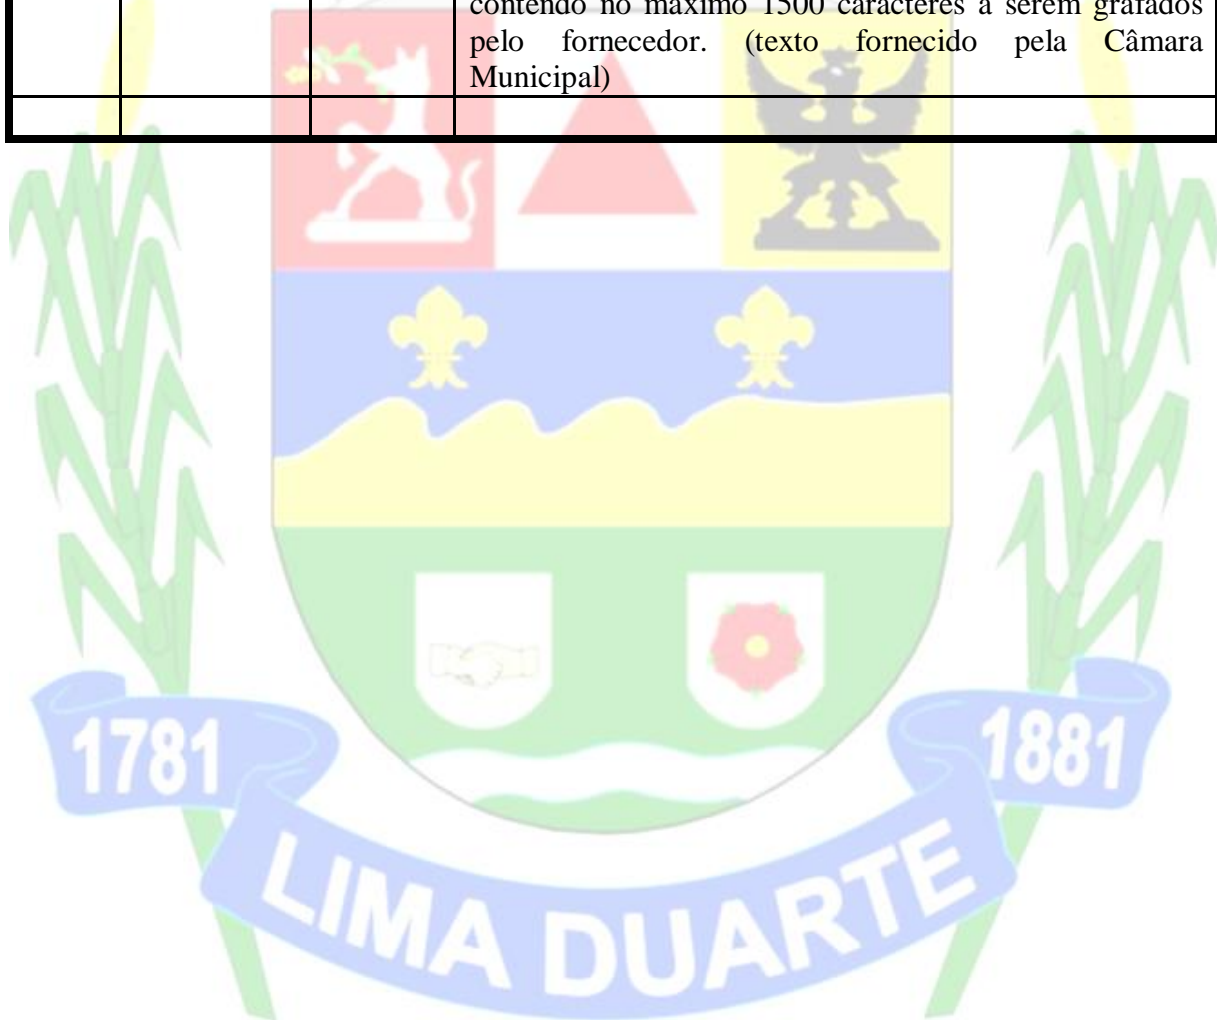 contendo no máximo 1500 caracteres a serem grafados
pelo fornecedor. (texto fornecido pela Câmara
Municipal)
1781
1881
LIMA DUARTE